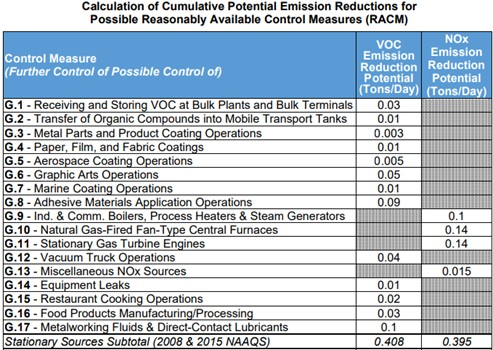 Calculation of Cumulative Potential Emission Reductions for
Possible Reasonably Available Control Measures (RACM)
Control Measure
(Further Control of Possible Control of)
VOC
Emission
Reduction
Potential
(Tons/Day)
NOx
Emission
Reduction
Potential
(Tons/Day)
G.1 - Receiving and Storing VOC at Bulk Plants and Bulk Terminals 0.03
G.2 - Transfer of Organic Compounds into Mobile Transport Tanks 0.01
G.3 - Metal Parts and Product Coating Operations 0.003
G.4 - Paper, Film, and Fabric Coatings 0.01
G.5 - Aerospace Coating Operations 0.005
G.6 - Graphic Arts Operations 0.05
G.7 - Marine Coating Operations 0.01
G.8 - Adhesive Materials Application Operations 0.09
G.9 - Ind. & Comm. Boilers, Process Heaters & Steam Generators 0.1
G.10 - Natural Gas-Fired Fan-Type Central Furnaces 0.14
G.11 - Stationary Gas Turbine Engines 0.14
G.12 - Vacuum Truck Operations 0.04
G.13 - Miscellaneous NOx Sources 0.015
G.14 - Equipment Leaks 0.01
G.15 - Restaurant Cooking Operations 0.02
G.16 - Food Products Manufacturing/Processing 0.03
G.17 - Metalworking Fluids & Direct-Contact Lubricants 0.1
Stationary Sources Subtotal (2008 & 2015 NAAQS) 0.408 0.395